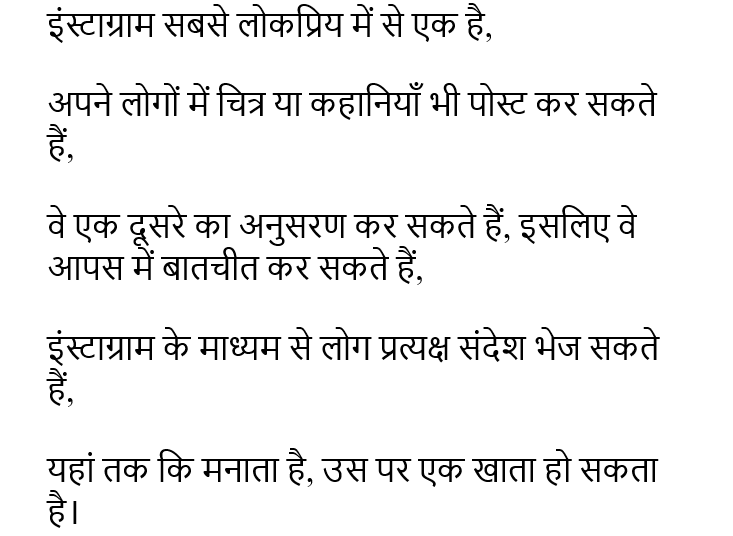 इंस्टाग्राम सबसे लोकप्रिय में से एक है,
अपने लोगों में चित्र या कहानियाँ भी पोस्ट कर सकते
हैं,
वे एक दूसरे का अनुसरण कर सकते हैं, इसलिए वे
आपस में बातचीत कर सकते हैं,
इंस्टाग्राम के माध्यम से लोग प्रत्यक्ष संदेश भेज सकते
हैं,
यहां तक कि मनाता है, उस पर एक खाता हो सकता
है।